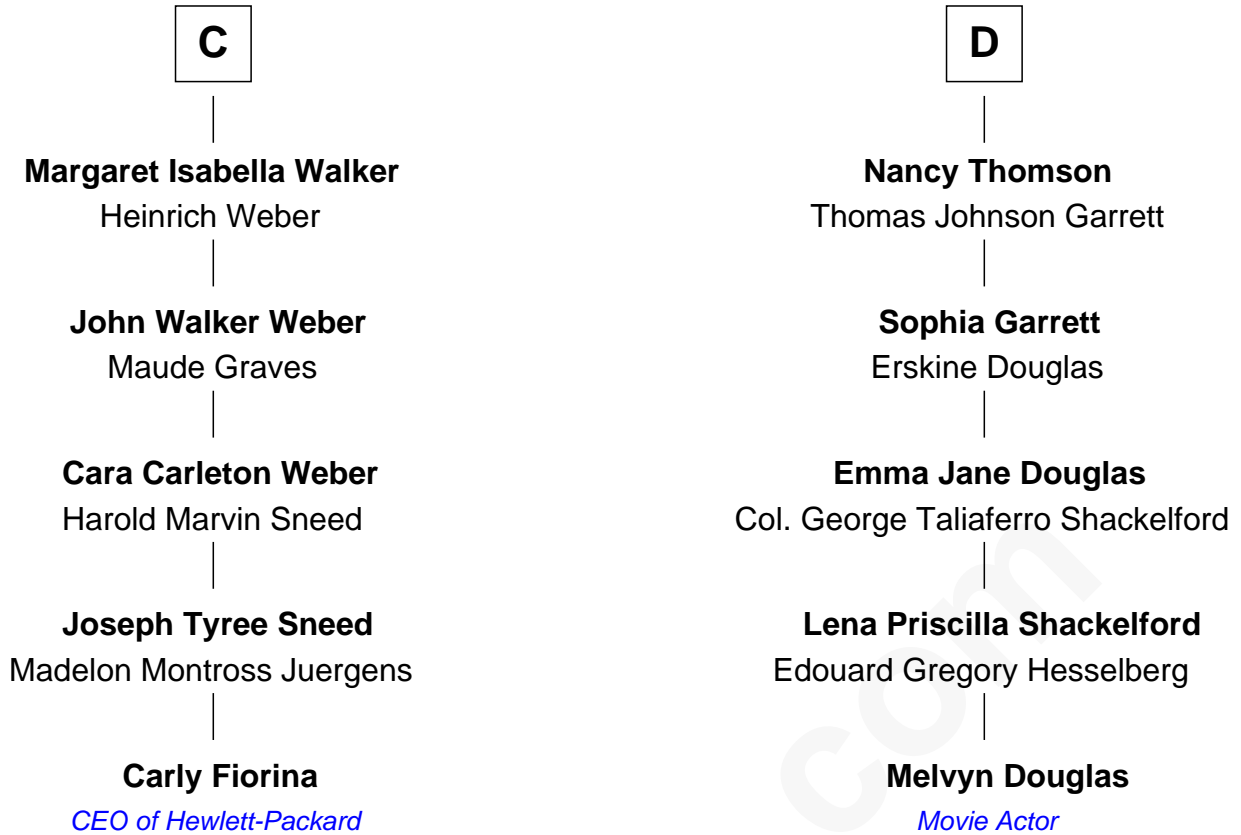 C
Margaret Isabella Walker
Heinrich Weber
John Walker Weber
Maude Graves
Cara Carleton Weber
Harold Marvin Sneed
Joseph Tyree Sneed
Madelon Montross Juergens
Carly Fiorina
CEO of Hewlett-Packard
D
Nancy Thomson
Thomas Johnson Garrett
Sophia Garrett
Erskine Douglas
Emma Jane Douglas
Col. George Taliaferro Shackelford
Lena Priscilla Shackelford
Edouard Gregory Hesselberg
Melvyn Douglas
Movie Actor
com